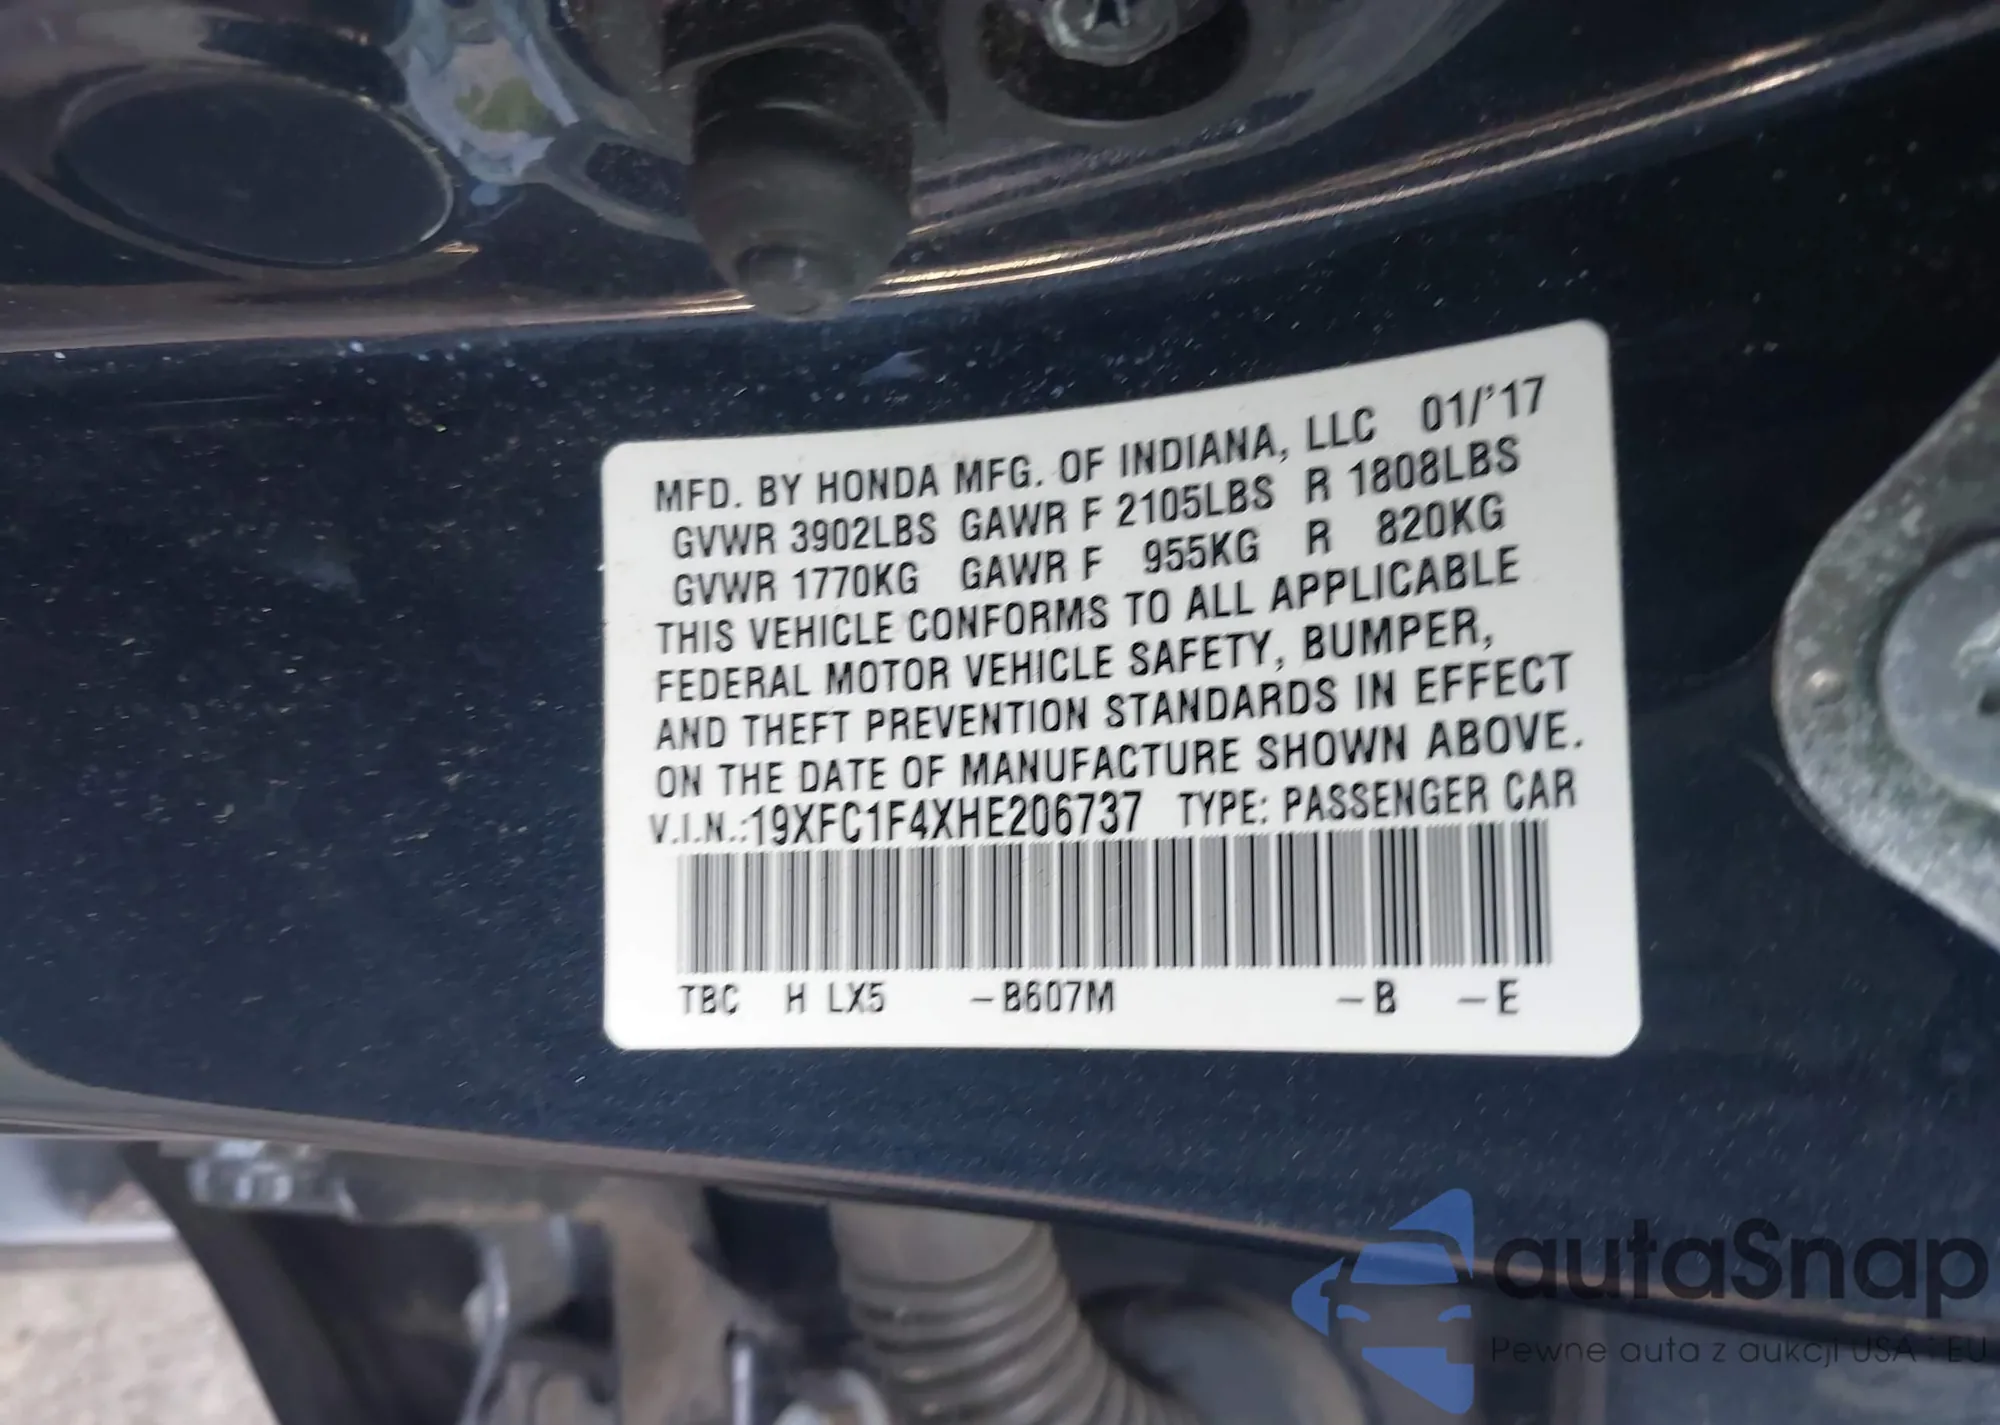 MFD. BY HONDA MFG. OF INDIANA, LLC 01/'17
GVWR 3902LBS GAWR F 2105LBS R 1808LBS
GVWR 1770KG GAWR F 955KG R 820KG
THIS VEHICLE CONFORMS TO ALL APPLICABLE
FEDERAL MOTOR VEHICLE SAFETY, BUMPER,
AND THEFT PREVENTION STANDARDS IN EFFECT
ON THE DATE OF MANUFACTURE SHOWN ABOVE.
V.I.N.:19XFC1F4XHE206737 TYPE: PASSENGER CAR
TBC H LX5 –B607M –B –E
autaSnap
Pewne auta z aukcji USA i EU